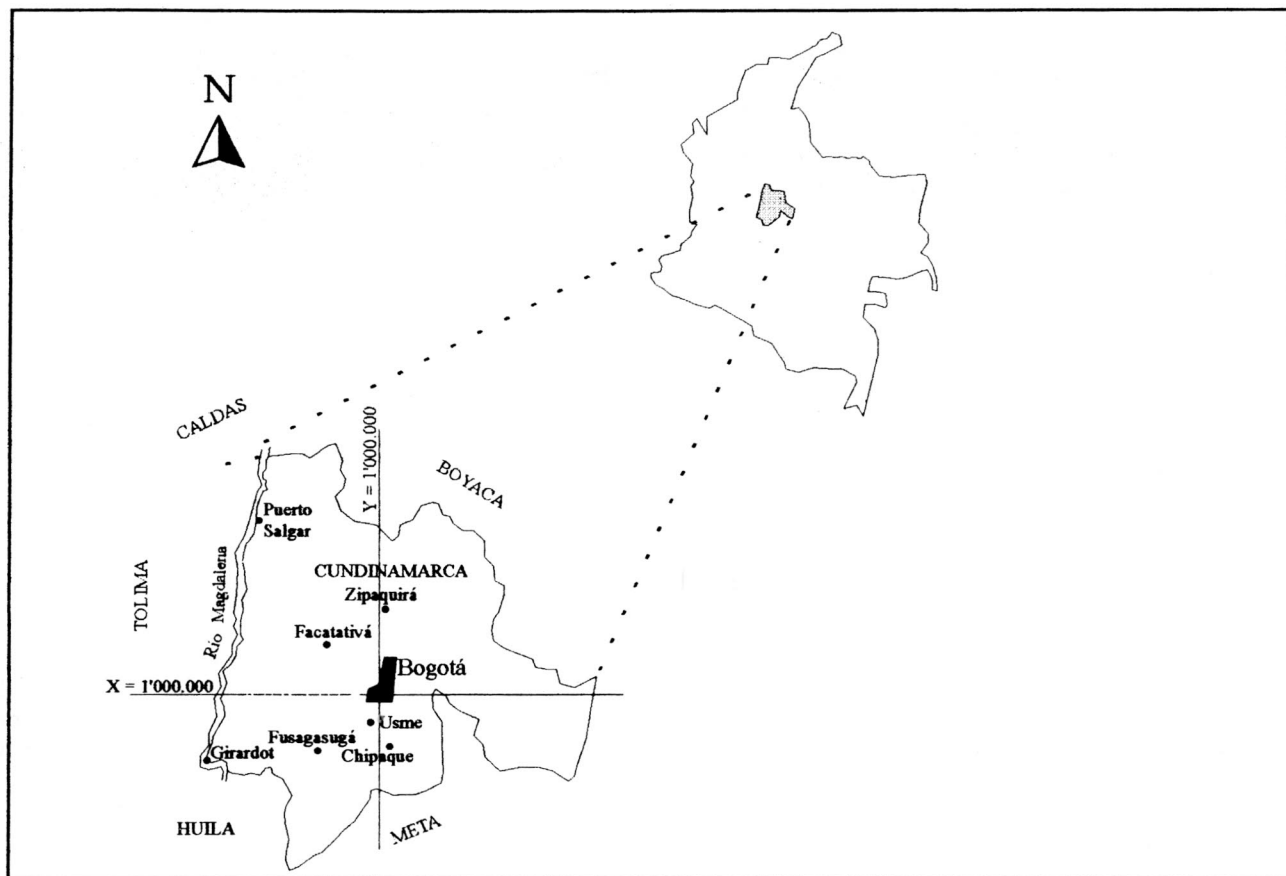 N
CALDAS
Y = 1'000.000
BOYACA
Puerto
Salgar
TOLIMA
Rio Magdalena
CUNDINAMARCA
Zipaquirá
Facatativá
Bogotá
X = 1'000.000
Usme
Fusagasugá
Girardot
Chipaque
HUILA
META